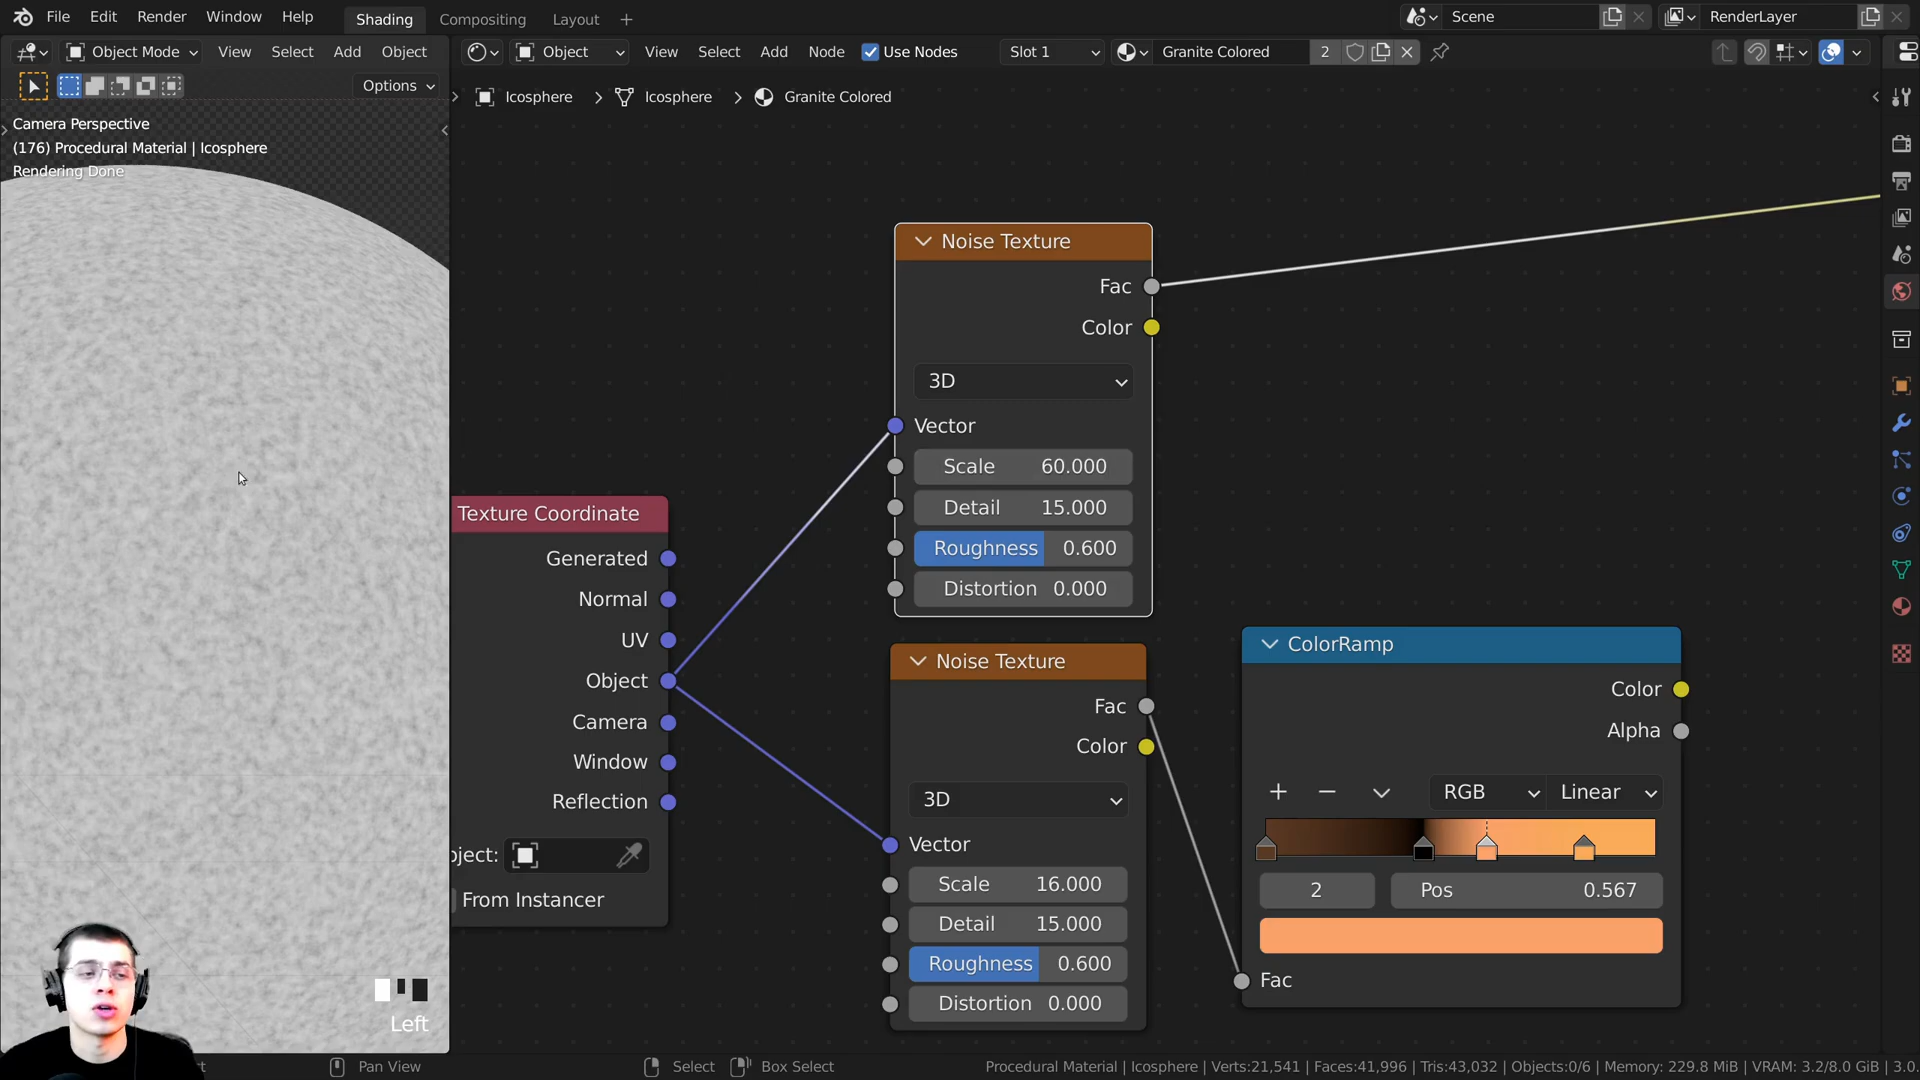 File Edit Render Window Help Shading Compositing Layout + Scene RenderLayer
Object Mode View Select Add Object Object View Select Add Node Use Nodes Slot 1 Granite Colored 2
Options
Icosphere > Icosphere > Granite Colored
Camera Perspective
(176) Procedural Material | Icosphere
Rendering Done
Noise Texture
Fac
Color
3D
Vector
Scale 60.000
Detail 15.000
Roughness 0.600
Distortion 0.000
Texture Coordinate
Generated
Normal
UV
Object
Camera
Window
Reflection
bject:
From Instancer
Noise Texture
Fac
Color
3D
Vector
Scale 16.000
Detail 15.000
Roughness 0.600
Distortion 0.000
ColorRamp
Color
Alpha
+ − RGB Linear
2 Pos 0.567
Fac
Left
t Pan View Select Box Select Procedural Material | Icosphere | Verts:21,541 | Faces:41,996 | Tris:43,032 | Objects:0/6 | Memory: 229.8 MiB | VRAM: 3.2/8.0 GiB | 3.0.